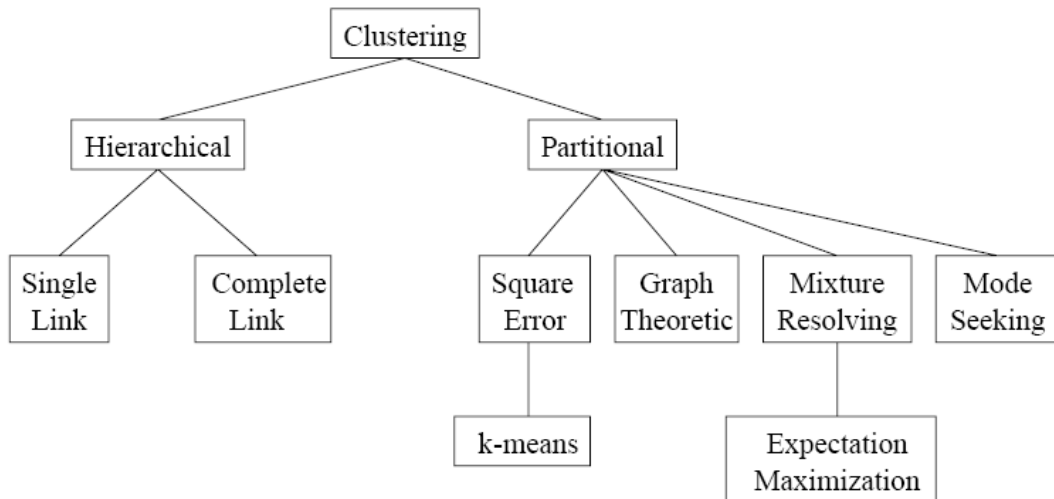 Clustering
Hierarchical
Partitional
Single
Link
Complete
Link
Square
Error
Graph
Theoretic
Mixture
Resolving
Mode
Seeking
k-means
Expectation
Maximization